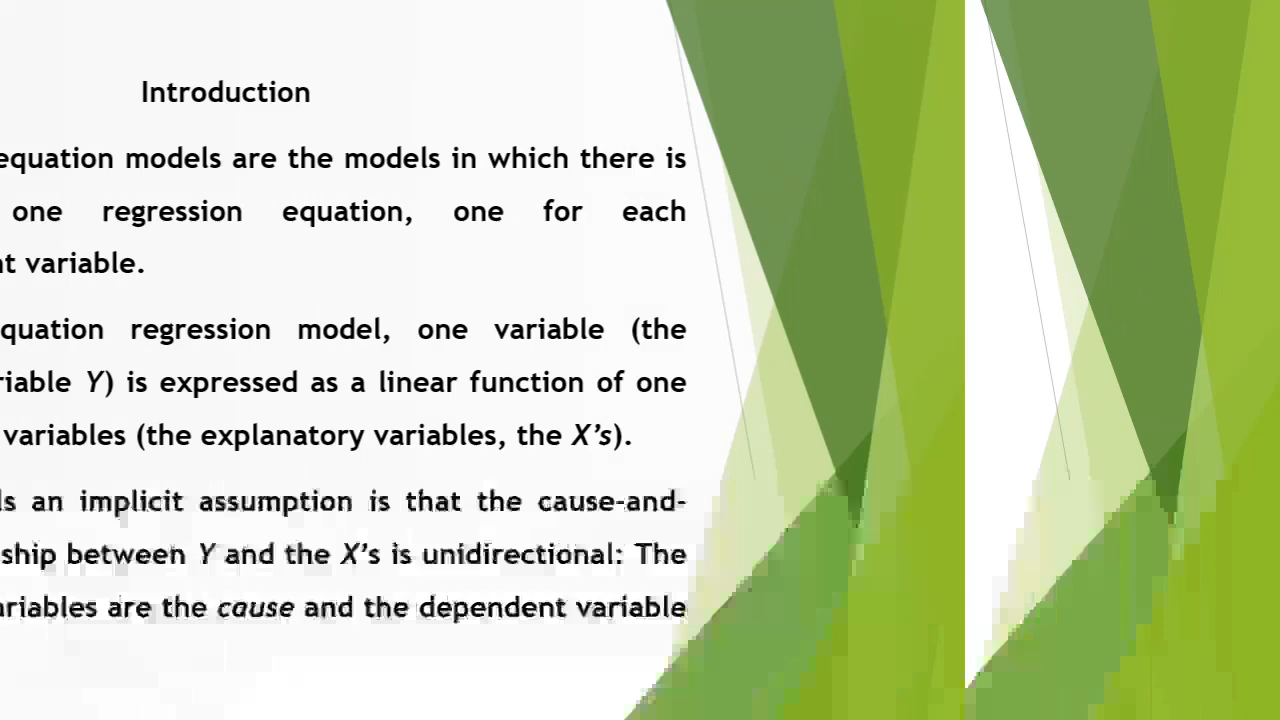 Introduction
equation models are the models in which there is
one regression equation, one for each
nt variable.
quation regression model, one variable (the
riable Y) is expressed as a linear function of one
variables (the explanatory variables, the X's).
ls an implicit assumption is that the cause-and-
ship between Y and the X's is unidirectional: The
ariables are the cause and the dependent variable